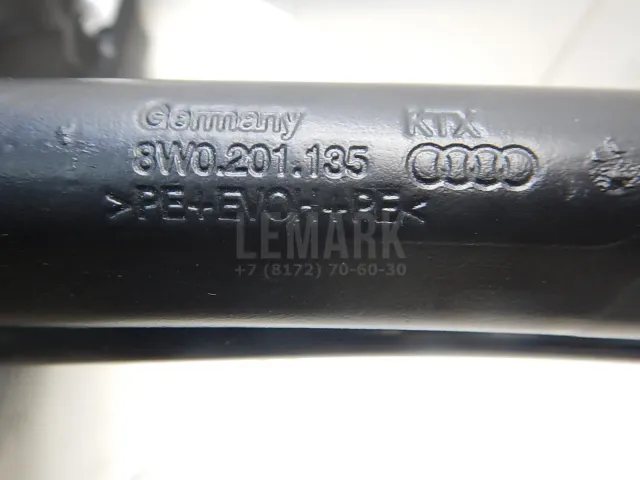 Germany KTX
8W0.201.135
>PE+EVOH+PE<
LEMARK
+7 (8172) 70-60-30